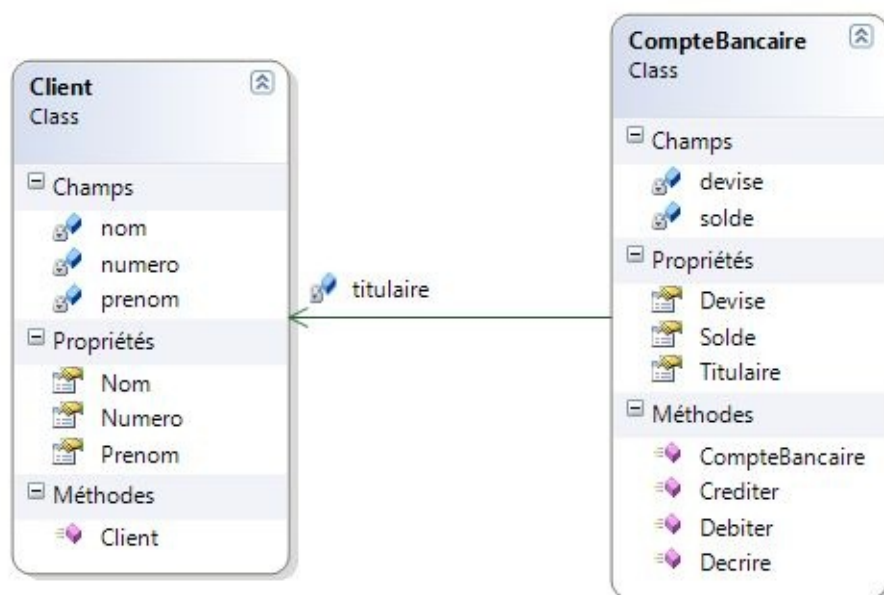 Client
Class
Champs
nom
numero
prenom
Propriétés
Nom
Numero
Prenom
Méthodes
Client
titulaire
CompteBancaire
Class
Champs
devise
solde
Propriétés
Devise
Solde
Titulaire
Méthodes
CompteBancaire
Crediter
Debiter
Decrire